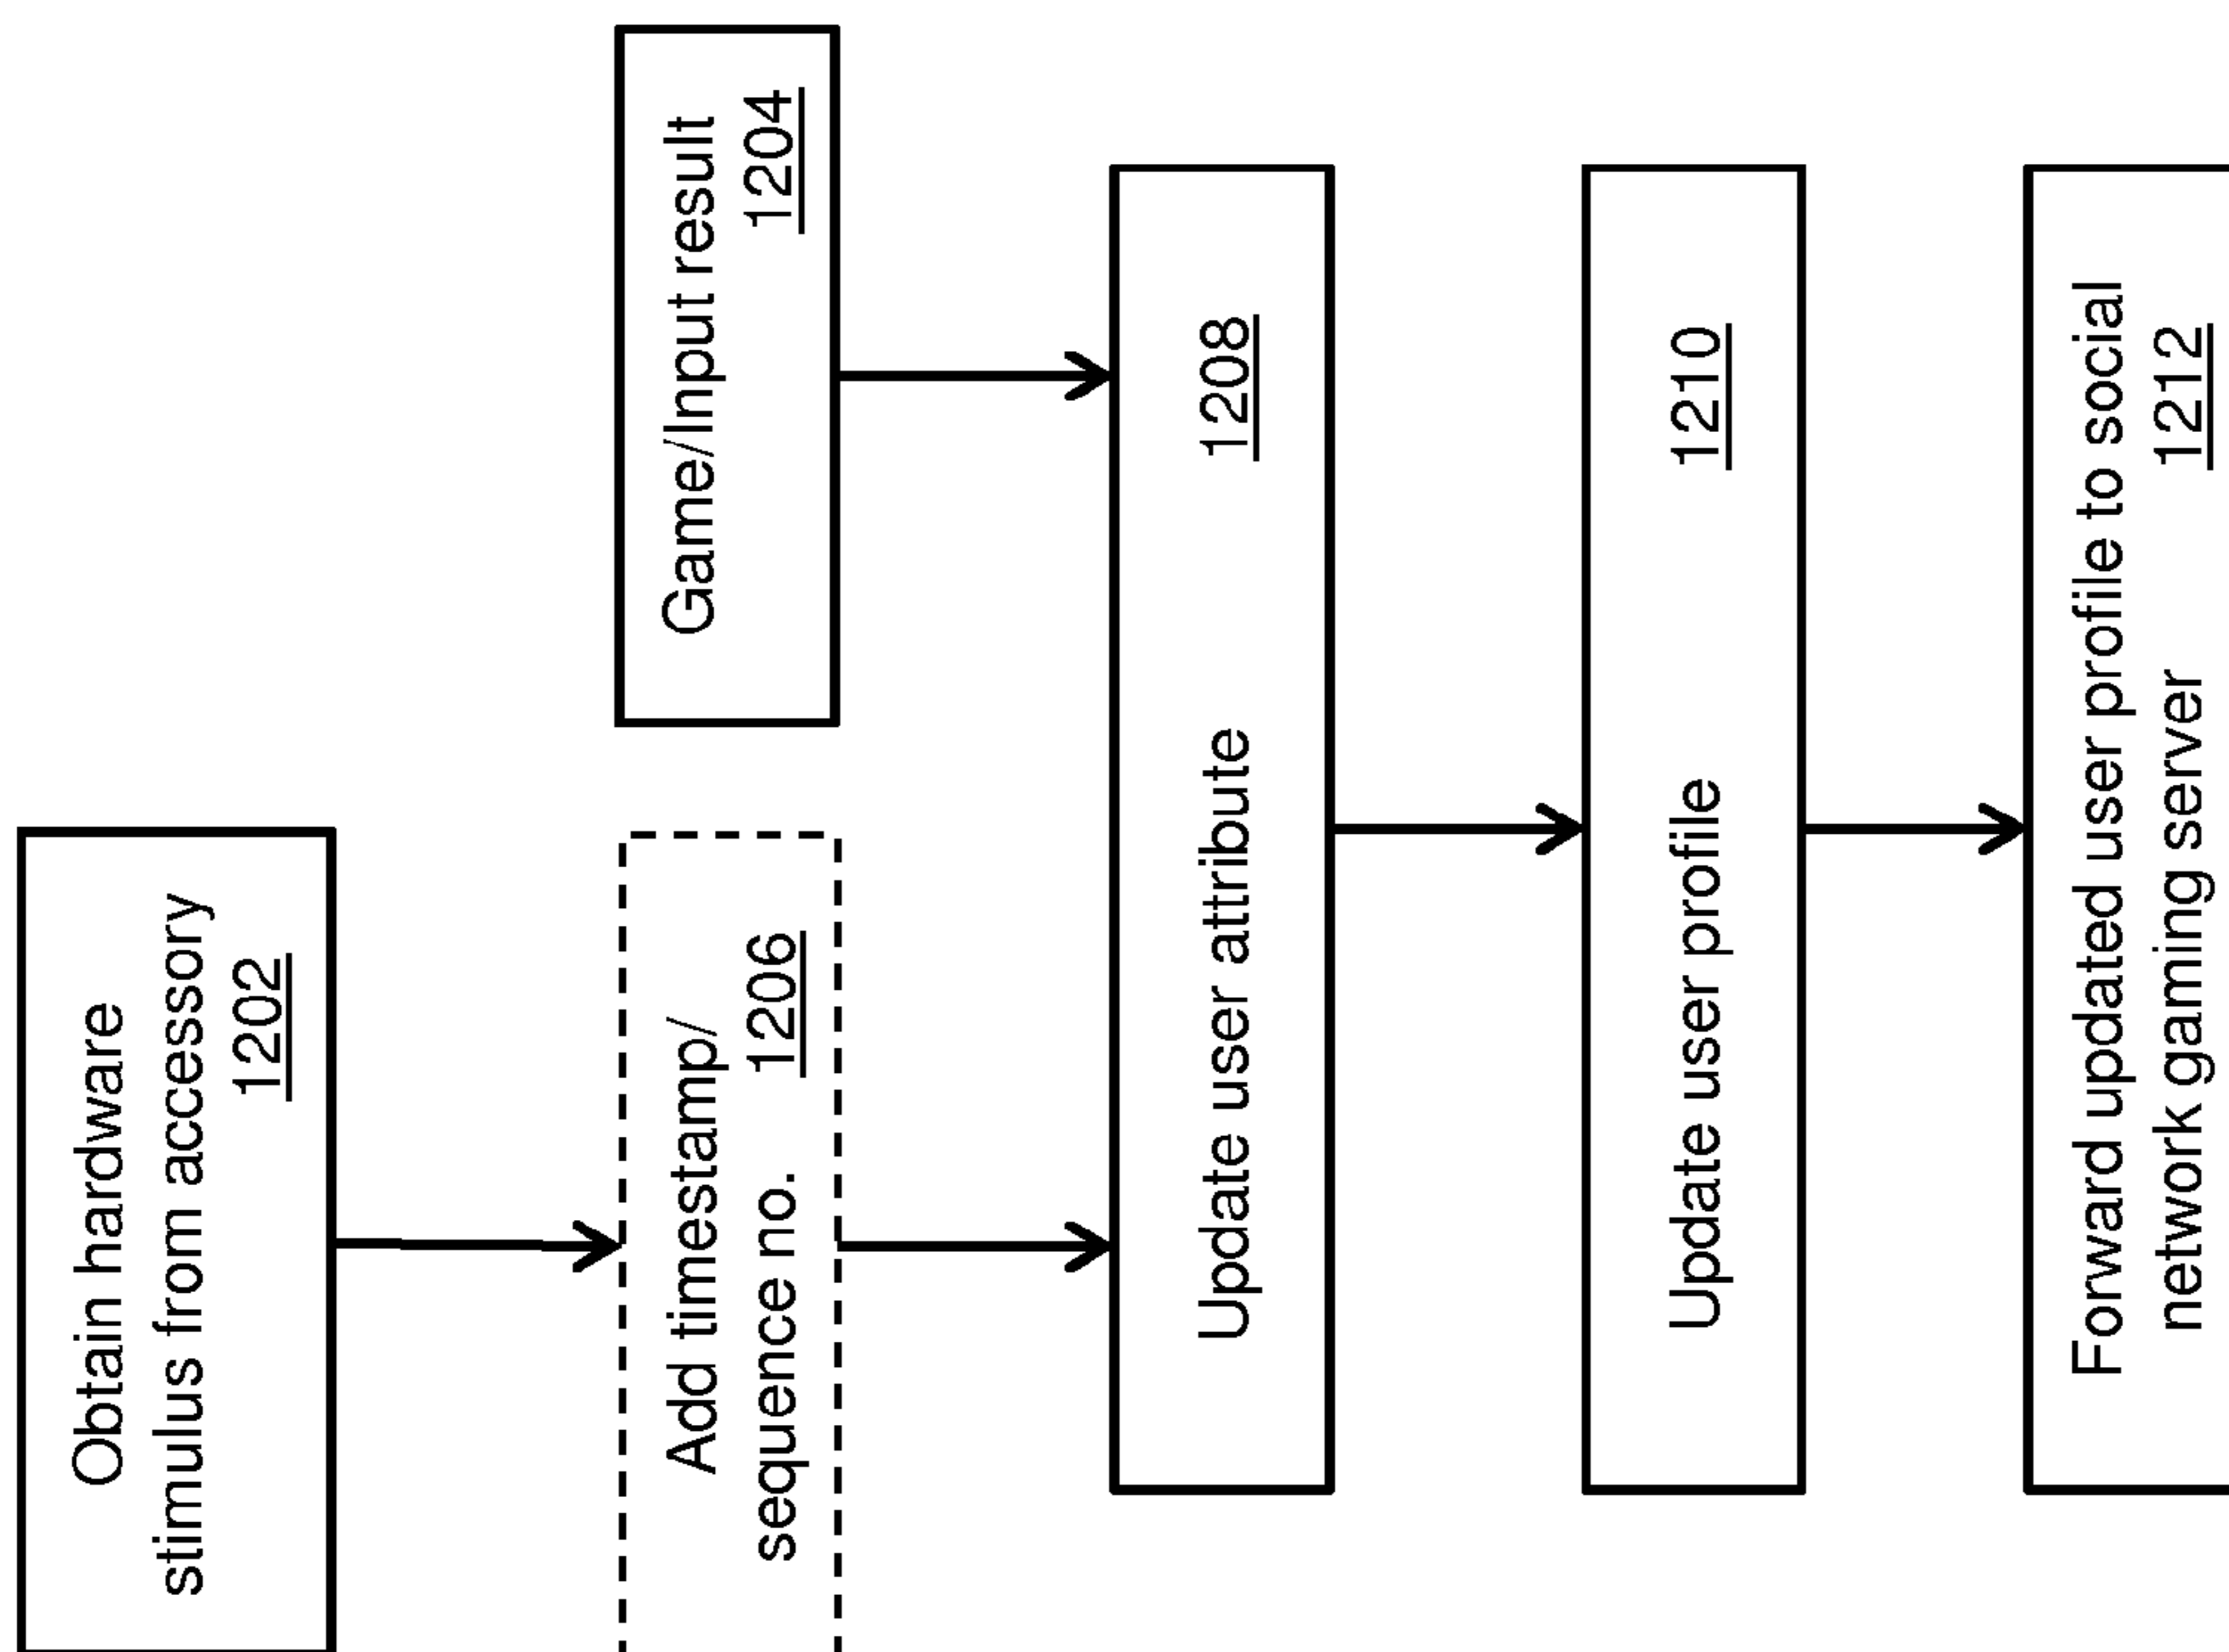 Obtain hardware
stimulus from accessory
1202
Game/Input result
1204
Add timestamp/
sequence no. 1206
Update user attribute 1208
Update user profile 1210
Forward updated user profile to social
network gaming server 1212